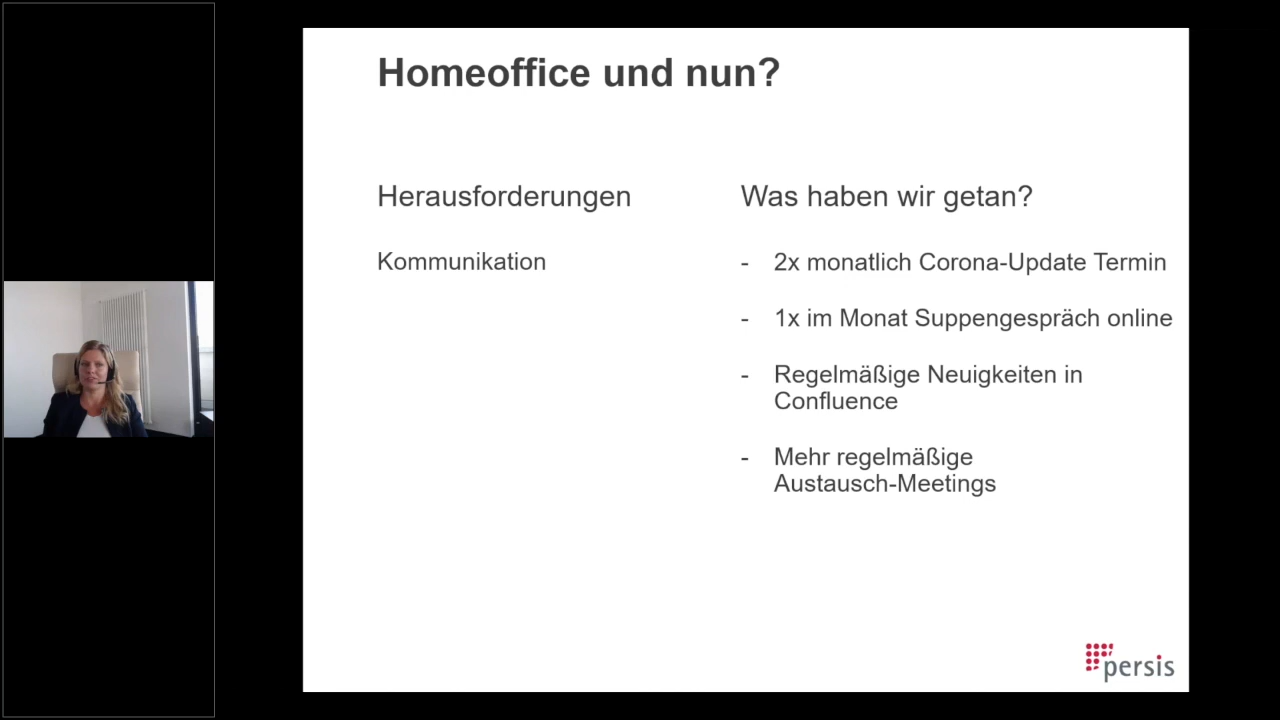 Homeoffice und nun?
Herausforderungen
Kommunikation
Was haben wir getan?
- 2x monatlich Corona-Update Termin
- 1x im Monat Suppengespräch online
- Regelmäßige Neuigkeiten in
Confluence
- Mehr regelmäßige
Austausch-Meetings
persis